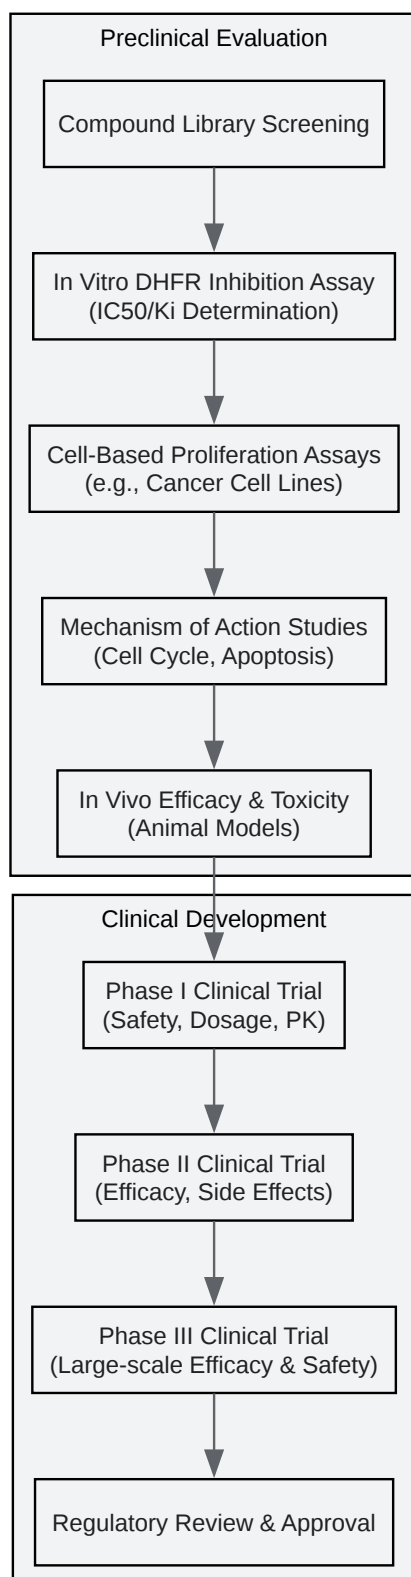 Preclinical Evaluation
Compound Library Screening
In Vitro DHFR Inhibition Assay
(IC50/Ki Determination)
Cell-Based Proliferation Assays
(e.g., Cancer Cell Lines)
Mechanism of Action Studies
(Cell Cycle, Apoptosis)
In Vivo Efficacy & Toxicity
(Animal Models)
Clinical Development
Phase I Clinical Trial
(Safety, Dosage, PK)
Phase II Clinical Trial
(Efficacy, Side Effects)
Phase III Clinical Trial
(Large-scale Efficacy & Safety)
Regulatory Review & Approval